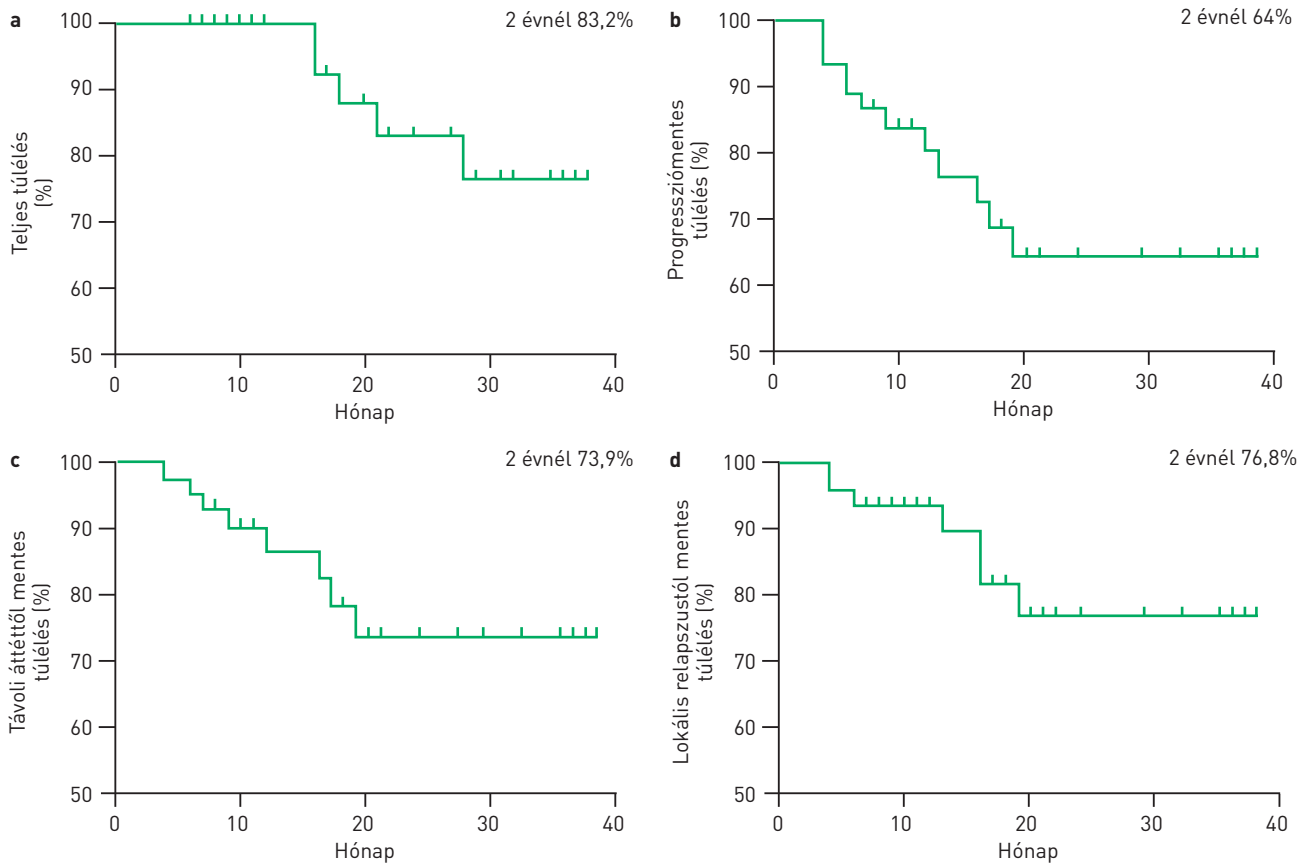 a
2 évnél 83,2%
Teljes túlélés
(%)
100
90
80
70
60
50
0 10 20 30 40
Hónap
b
2 évnél 64%
Progressziómentes
túlélés (%)
100
90
80
70
60
50
0 10 20 30 40
Hónap
c
2 évnél 73,9%
Távoli áttéttől mentes
túlélés (%)
100
90
80
70
60
50
0 10 20 30 40
Hónap
d
2 évnél 76,8%
Lokális relapszustól mentes
túlélés (%)
100
90
80
70
60
50
0 10 20 30 40
Hónap